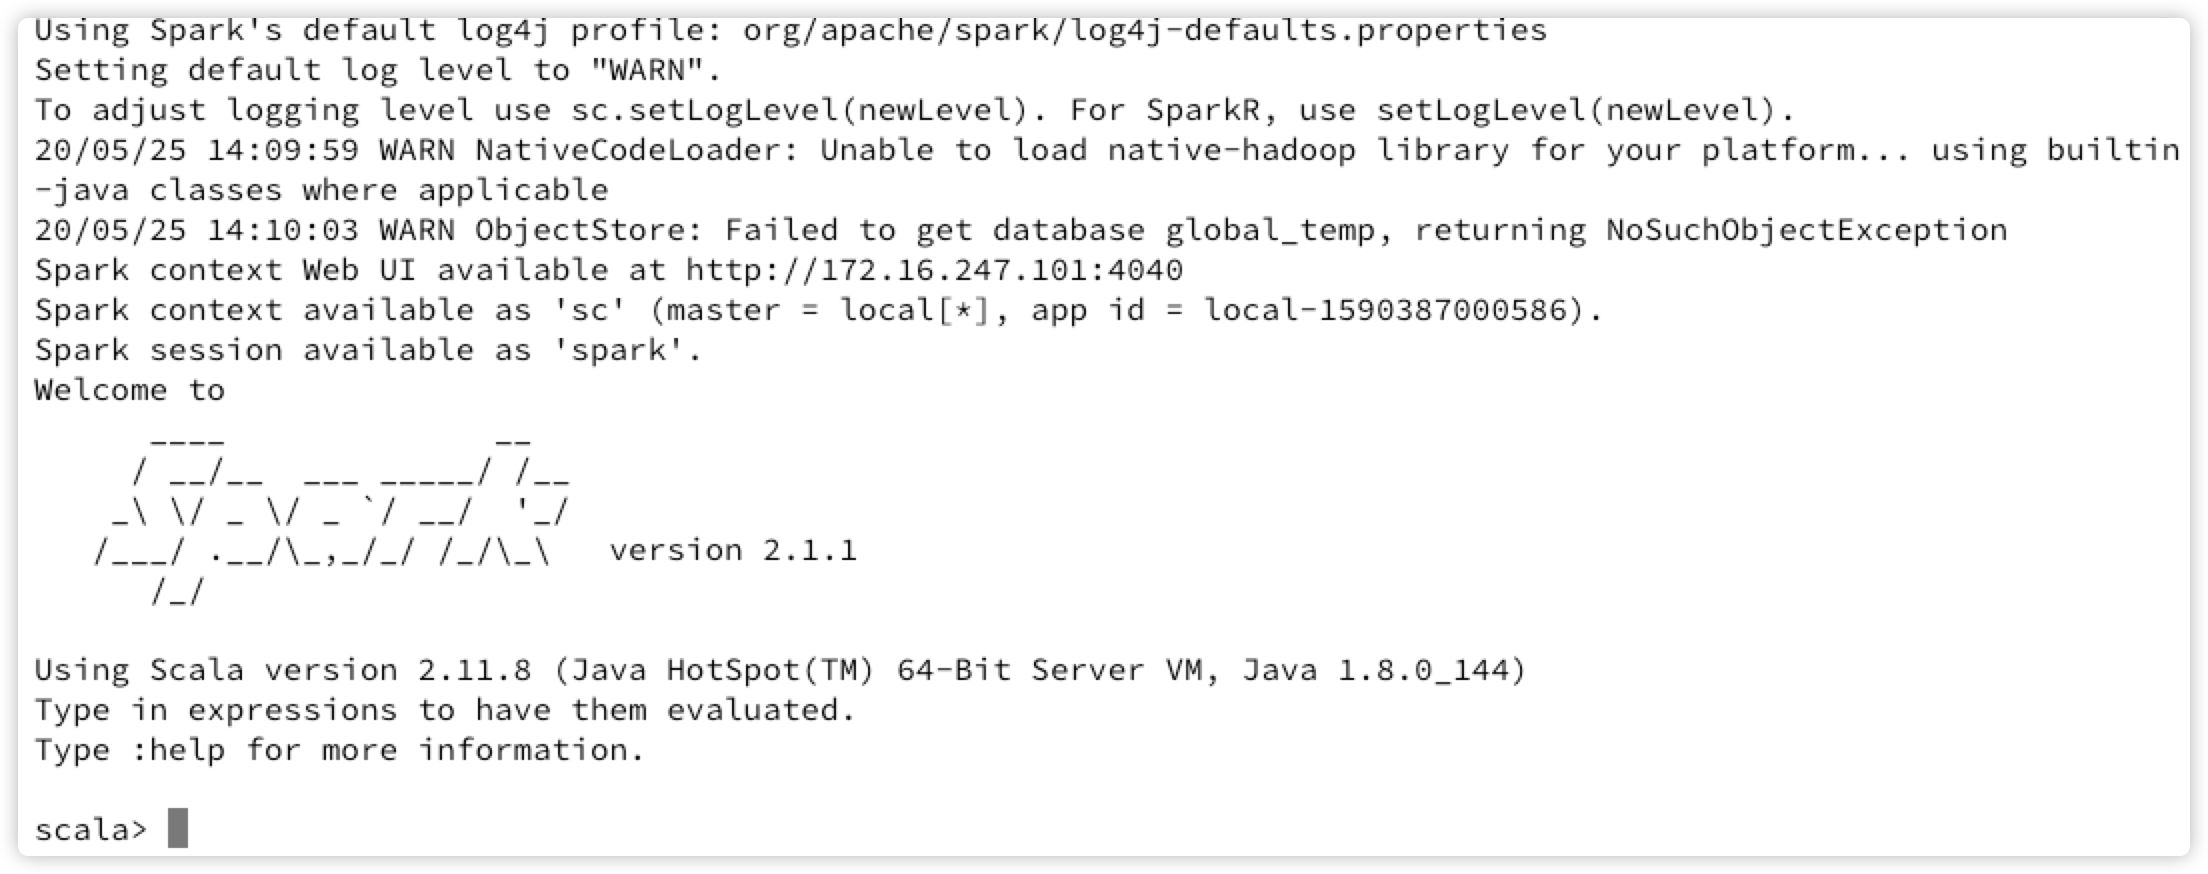 Using Spark's default log4j profile: org/apache/spark/log4j-defaults.properties
Setting default log level to "WARN".
To adjust logging level use sc.setLogLevel(newLevel). For SparkR, use setLogLevel(newLevel).
20/05/25 14:09:59 WARN NativeCodeLoader: Unable to load native-hadoop library for your platform... using builtin
-java classes where applicable
20/05/25 14:10:03 WARN ObjectStore: Failed to get database global_temp, returning NoSuchObjectException
Spark context Web UI available at http://172.16.247.101:4040
Spark context available as 'sc' (master = local[*], app id = local-1590387000586).
Spark session available as 'spark'.
Welcome to
      ____              __
     / __/__  ___ _____/ /__
    _\ \/ _ \/ _ `/ __/  '_/
   /___/ .__/\_,_/_/ /_/\_\   version 2.1.1
      /_/
Using Scala version 2.11.8 (Java HotSpot(TM) 64-Bit Server VM, Java 1.8.0_144)
Type in expressions to have them evaluated.
Type :help for more information.
scala>